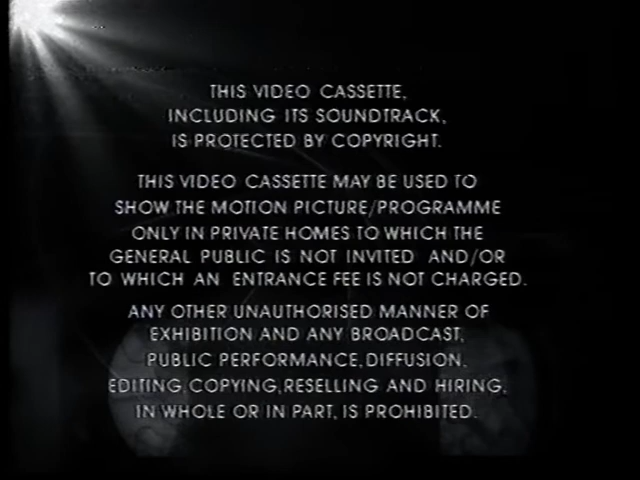 THIS VIDEO CASSETTE,
INCLUDING ITS SOUNDTRACK,
IS PROTECTED BY COPYRIGHT.
THIS VIDEO CASSETTE MAY BE USED TO
SHOW THE MOTION PICTURE/PROGRAMME
ONLY IN PRIVATE HOMES TO WHICH THE
GENERAL PUBLIC IS NOT INVITED AND/OR
TO WHICH AN ENTRANCE FEE IS NOT CHARGED.
ANY OTHER UNAUTHORISED MANNER OF
EXHIBITION AND ANY BROADCAST,
PUBLIC PERFORMANCE, DIFFUSION,
EDITING, COPYING, RESELLING AND HIRING,
IN WHOLE OR IN PART, IS PROHIBITED.